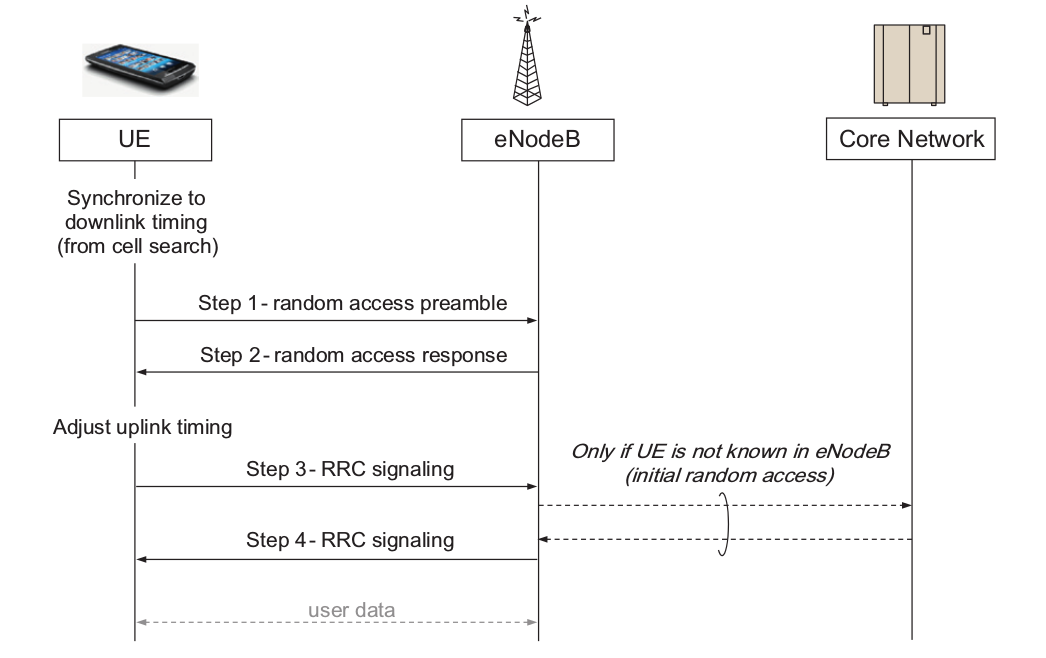 UE
eNodeB
Core Network
Synchronize to
downlink timing
(from cell search)
Step 1 - random access preamble
Step 2 - random access response
Adjust uplink timing
Only if UE is not known in eNodeB
(initial random access)
Step 3 - RRC signaling
Step 4 - RRC signaling
user data